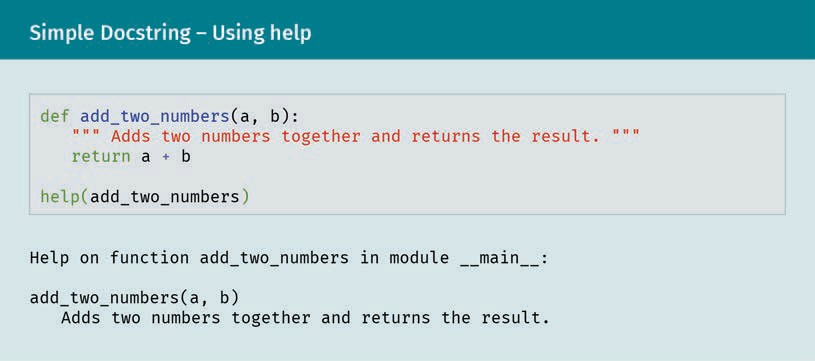 Simple Docstring – Using help
def add_two_numbers(a, b):
""" Adds two numbers together and returns the result. """
return a + b
help(add_two_numbers)
Help on function add_two_numbers in module __main__:
add_two_numbers(a, b)
Adds two numbers together and returns the result.